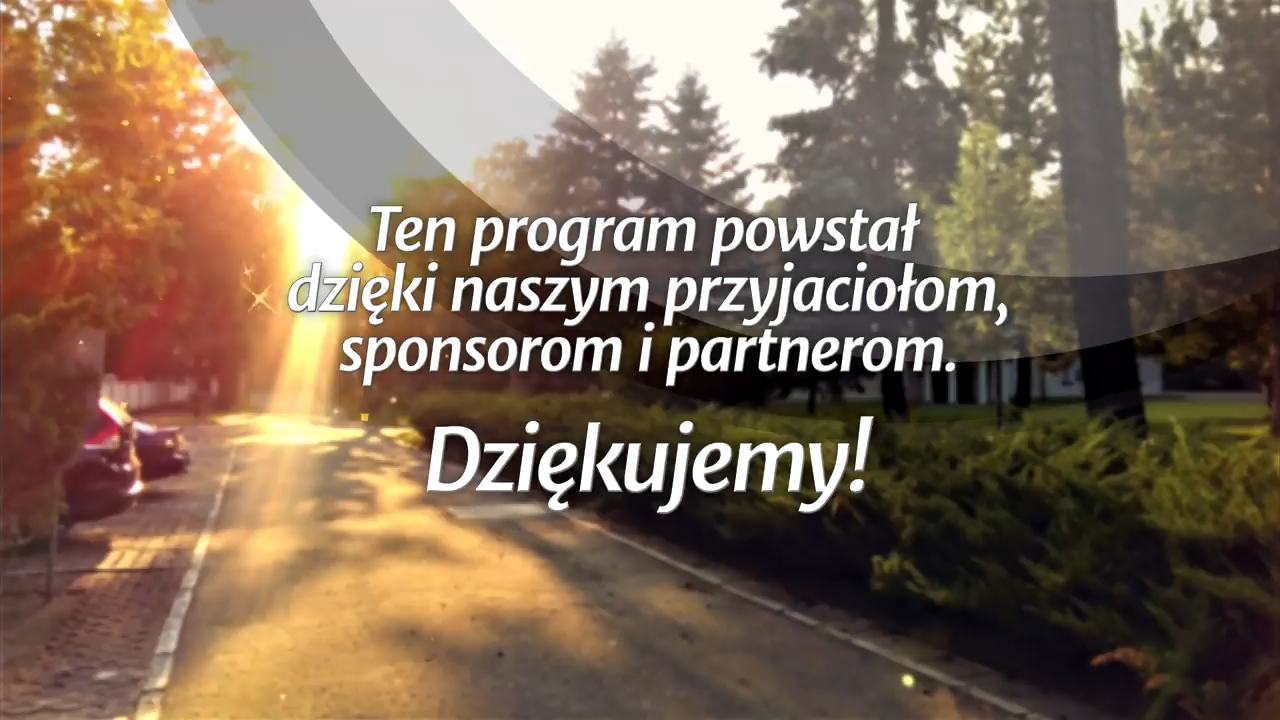 Ten program powstał
dzięki naszym przyjaciołom,
sponsorom i partnerom.
Dziękujemy!